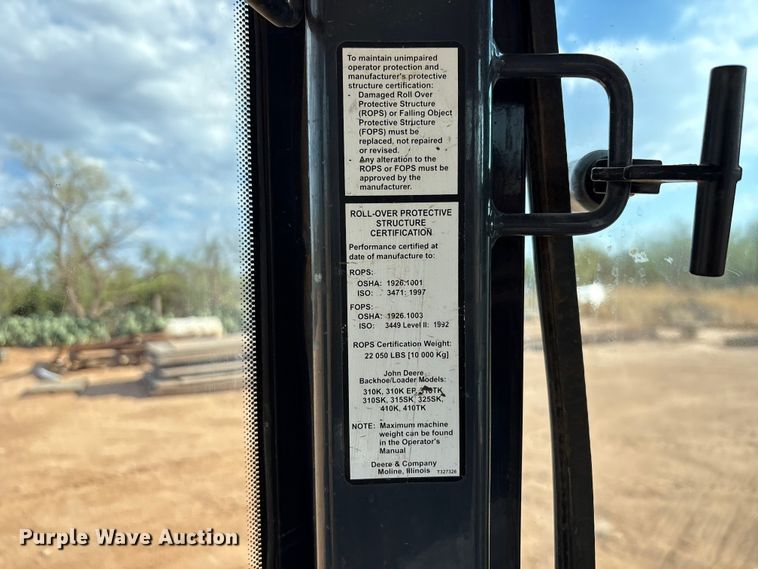 To maintain unimpaired
operator protection and
manufacturer's protective
structure certification:
- Damaged Roll Over
Protective Structure
(ROPS) or Falling Object
Protective Structure
(FOPS) must be
replaced, not repaired
or revised.
- Any alteration to the
ROPS or FOPS must be
approved by the
manufacturer.
ROLL-OVER PROTECTIVE
STRUCTURE
CERTIFICATION
Performance certified at
date of manufacture to:
ROPS:
OSHA: 1926.1001
ISO: 3471: 1997
FOPS:
OSHA: 1926.1003
ISO: 3449 Level II: 1992
ROPS Certification Weight:
22 050 LBS [10 000 Kg]
John Deere
Backhoe/Loader Models:
310K, 310K EP, 310TK
310SK, 315SK, 325SK,
410K, 410TK
NOTE: Maximum machine
weight can be found
in the Operator's
Manual
Deere & Company
Moline, Illinois T327326
Purple Wave Auction